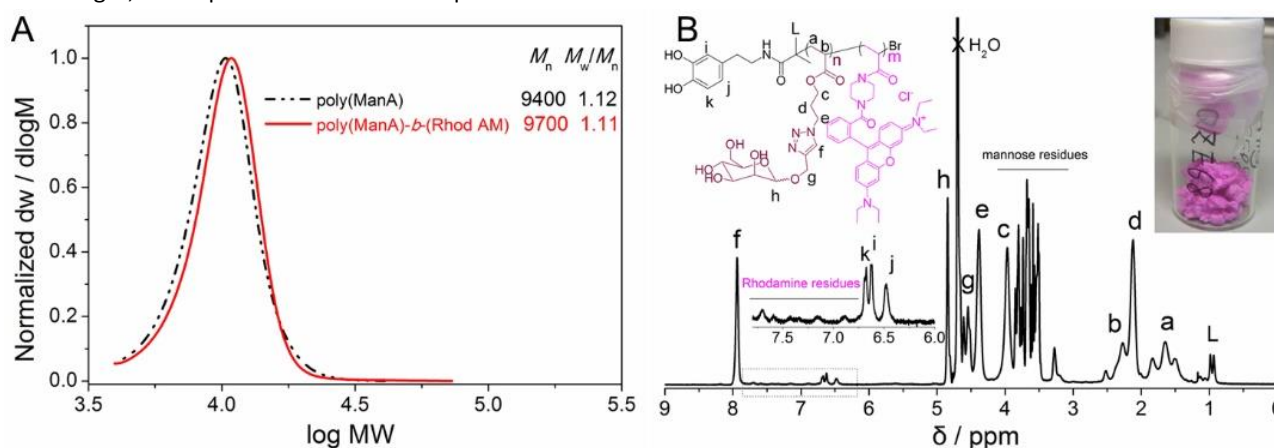 A
Mn Mw/Mn
poly(ManA) 9400 1.12
poly(ManA)-b-(Rhod AM) 9700 1.11
Normalized dw / dlogM
1.0
0.8
0.6
0.4
0.2
0.0
3.5 4.0 4.5 5.0 5.5
log MW
B
L
a
b
Br
n
m
HO
HO
i
j
k
H
N
O
O
O
c
d
e
N
N
N
N
O
N
O
Cl-
N+
O
N
f
g
h
HO
HO
HO
OH
O
O
X H2O
mannose residues
f
h
g
e
c
d
b
a
L
Rhodamine residues
k
i
j
7.5 7.0 6.5 6.0
9 8 7 6 5 4 3 2 1 0
δ / ppm